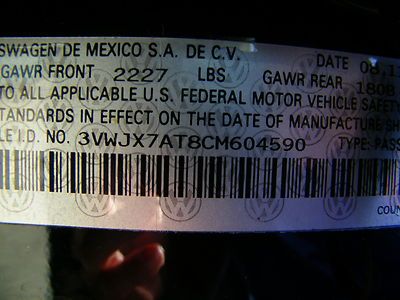 SWAGEN DE MEXICO S.A. DE C.V. DATE 08.11
GAWR FRONT 2227 LBS GAWR REAR 1808
TO ALL APPLICABLE U.S. FEDERAL MOTOR VEHICLE SAFETY
STANDARDS IN EFFECT ON THE DATE OF MANUFACTURE SH
LE I.D. NO. 3VWJX7AT8CM604590 TYPE: PASS
COUN